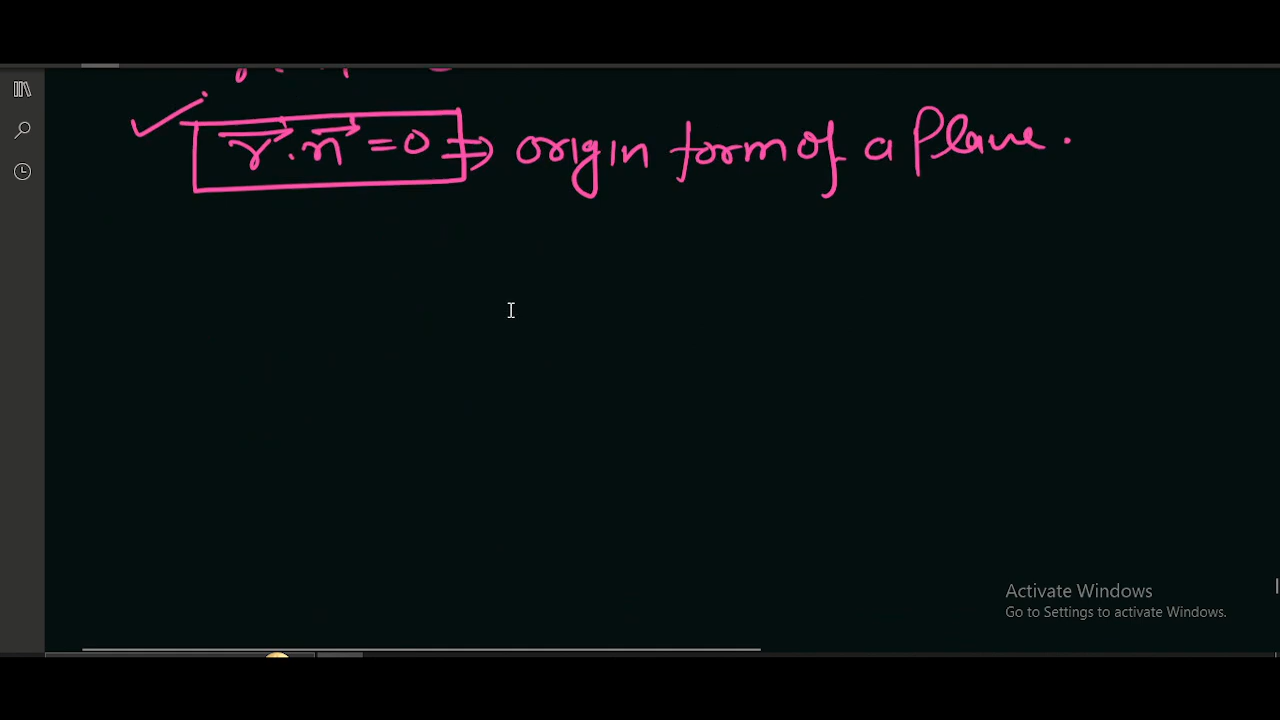 r⃗ . n⃗ = 0 ⇒ origin form of a Plane.
Activate Windows
Go to Settings to activate Windows.